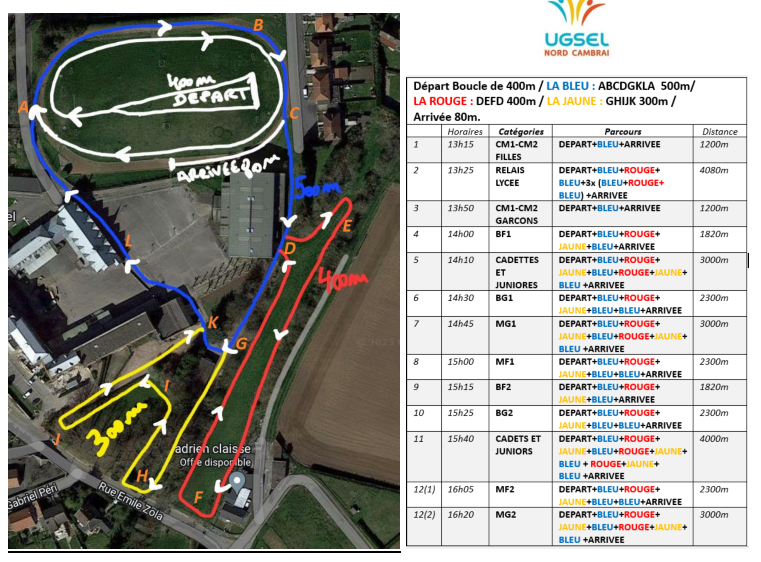 B
400m
DEPART
A
C
ARRIVEE 80m
500m
E
D
L
400m
K
G
I
J
300m
adrien claisse
Offre disponible
H
F
Rue Emile Zola
Gabriel Péri
UGSEL
NORD CAMBRAI
Départ Boucle de 400m / LA BLEU : ABCDGKLA 500m/
LA ROUGE : DEFD 400m / LA JAUNE : GHIJK 300m /
Arrivée 80m.
Horaires Catégories Parcours Distance
1 13h15 CM1-CM2 FILLES DEPART+BLEU+ARRIVEE 1200m
2 13h25 RELAIS LYCEE DEPART+BLEU+ROUGE+ BLEU+3x (BLEU+ROUGE+ BLEU) +ARRIVEE 4080m
3 13h50 CM1-CM2 GARCONS DEPART+BLEU+ARRIVEE 1200m
4 14h00 BF1 DEPART+BLEU+ROUGE+ JAUNE+BLEU+ARRIVEE 1820m
5 14h10 CADETTES ET JUNIORES DEPART+BLEU+ROUGE+ JAUNE+BLEU+ROUGE+JAUNE+ BLEU +ARRIVEE 3000m
6 14h30 BG1 DEPART+BLEU+ROUGE+ JAUNE+BLEU+BLEU+ARRIVEE 2300m
7 14h45 MG1 DEPART+BLEU+ROUGE+ JAUNE+BLEU+ROUGE+JAUNE+ BLEU +ARRIVEE 3000m
8 15h00 MF1 DEPART+BLEU+ROUGE+ JAUNE+BLEU+BLEU+ARRIVEE 2300m
9 15h15 BF2 DEPART+BLEU+ROUGE+ JAUNE+BLEU+ARRIVEE 1820m
10 15h25 BG2 DEPART+BLEU+ROUGE+ JAUNE+BLEU+BLEU+ARRIVEE 2300m
11 15h40 CADETS ET JUNIORS DEPART+BLEU+ROUGE+ JAUNE+BLEU+ROUGE+JAUNE+ BLEU + ROUGE+JAUNE+ BLEU+ARRIVEE 4000m
12(1) 16h05 MF2 DEPART+BLEU+ROUGE+ JAUNE+BLEU+BLEU+ARRIVEE 2300m
12(2) 16h20 MG2 DEPART+BLEU+ROUGE+ JAUNE+BLEU+ROUGE+JAUNE+ BLEU +ARRIVEE 3000m